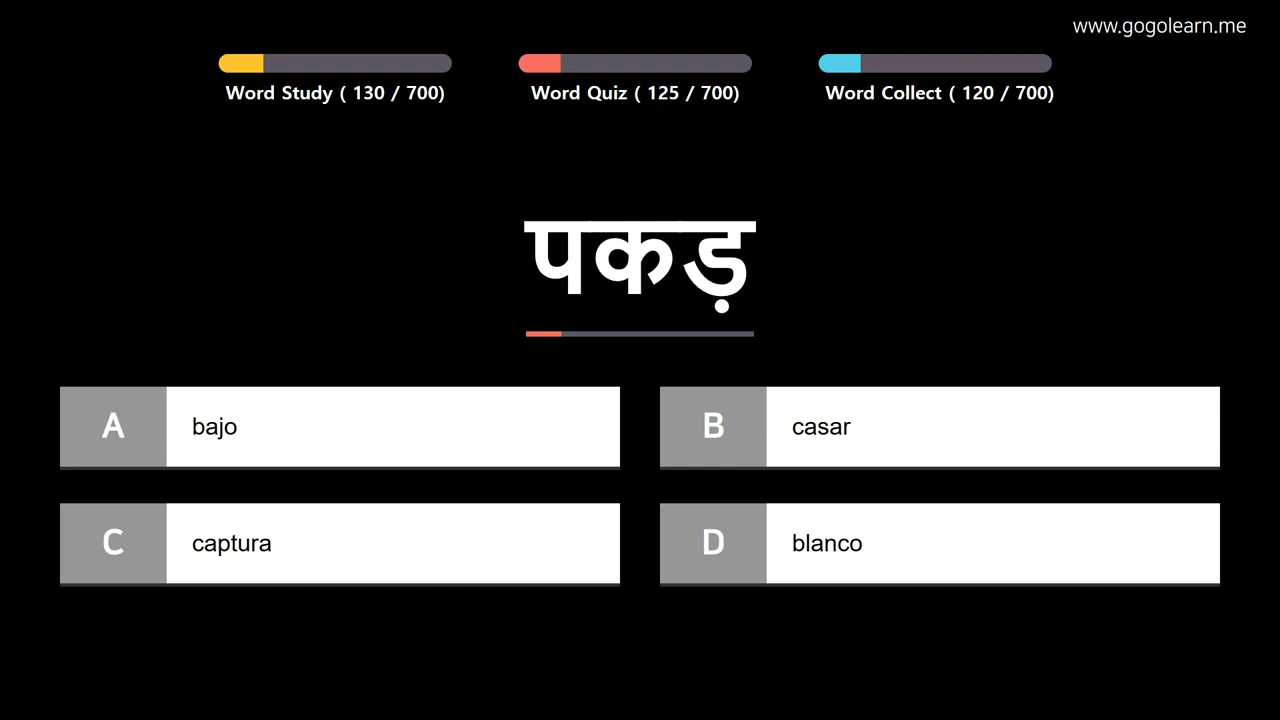 www.gogolearn.me
Word Study ( 130 / 700)
Word Quiz ( 125 / 700)
Word Collect ( 120 / 700)
पकड़
A bajo
B casar
C captura
D blanco